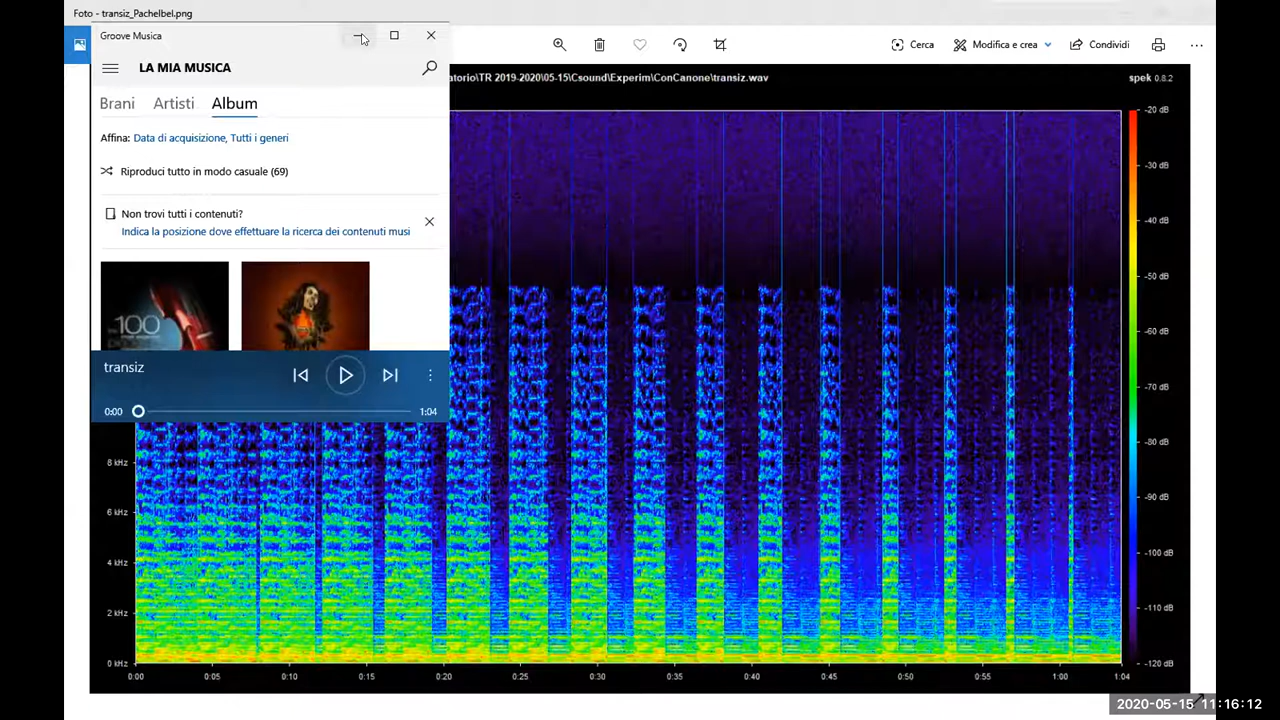 Foto - transiz_Pachelbel.png
Groove Musica
LA MIA MUSICA
Cerca
Modifica e crea
Condividi
Brani Artisti Album
Affina: Data di acquisizione, Tutti i generi
Riproduci tutto in modo casuale (69)
Non trovi tutti i contenuti?
Indica la posizione dove effettuare la ricerca dei contenuti musi
100
transiz
0:00 1:04
atorio\TR 2019-2020\05-15\Csound\Experim\ConCanone\transiz.wav
spek 0.8.2
-20 dB
-30 dB
-40 dB
-50 dB
-60 dB
-70 dB
-80 dB
-90 dB
-100 dB
-110 dB
-120 dB
8 kHz
6 kHz
4 kHz
2 kHz
0 kHz
0:00 0:05 0:10 0:15 0:20 0:25 0:30 0:35 0:40 0:45 0:50 0:55 1:00 1:04
2020-05-15 11:16:12